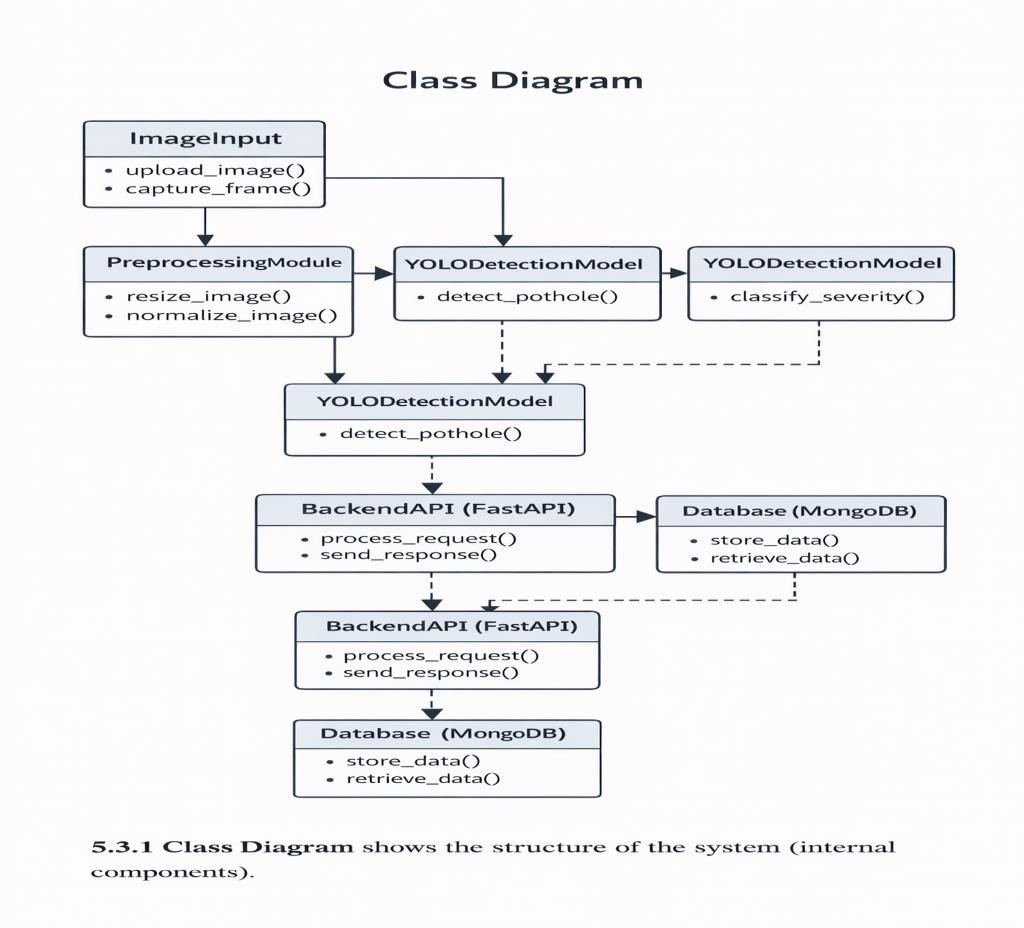 Class Diagram
ImageInput
• upload_image()
• capture_frame()
PreprocessingModule
• resize_image()
• normalize_image()
YOLODetectionModel
• detect_pothole()
YOLODetectionModel
• classify_severity()
YOLODetectionModel
• detect_pothole()
BackendAPI (FastAPI)
• process_request()
• send_response()
Database (MongoDB)
• store_data()
• retrieve_data()
BackendAPI (FastAPI)
• process_request()
• send_response()
Database (MongoDB)
• store_data()
• retrieve_data()
5.3.1 Class Diagram shows the structure of the system (internal
components).